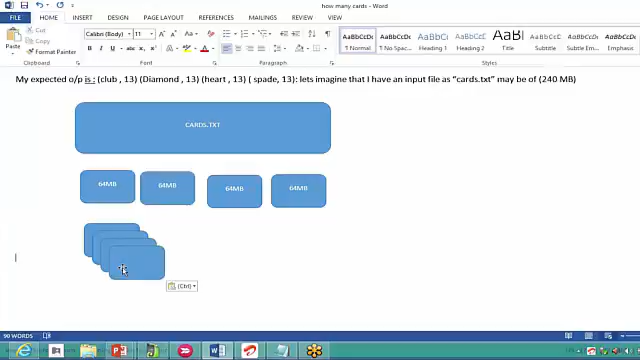 how many cards - Word
FILE HOME INSERT DESIGN PAGE LAYOUT REFERENCES MAILINGS REVIEW VIEW
Cut
Copy
Format Painter
Paste
Clipboard
Calibri (Body) 11
Font
Paragraph
AaBbCcDc AaBbCcDc AaBbCc AaBbCcD AaBl AaBbCcD AaBbCcDc
¶ Normal ¶ No Spac... Heading 1 Heading 2 Title Subtitle Subtle Em... Emphasis
Styles
My expected o/p is : (club , 13) (Diamond , 13) (heart , 13) ( spade, 13): lets imagine that I have an input file as “cards.txt” may be of (240 MB)
CARDS.TXT
64MB 64MB 64MB 64MB
(Ctrl)
90 WORDS